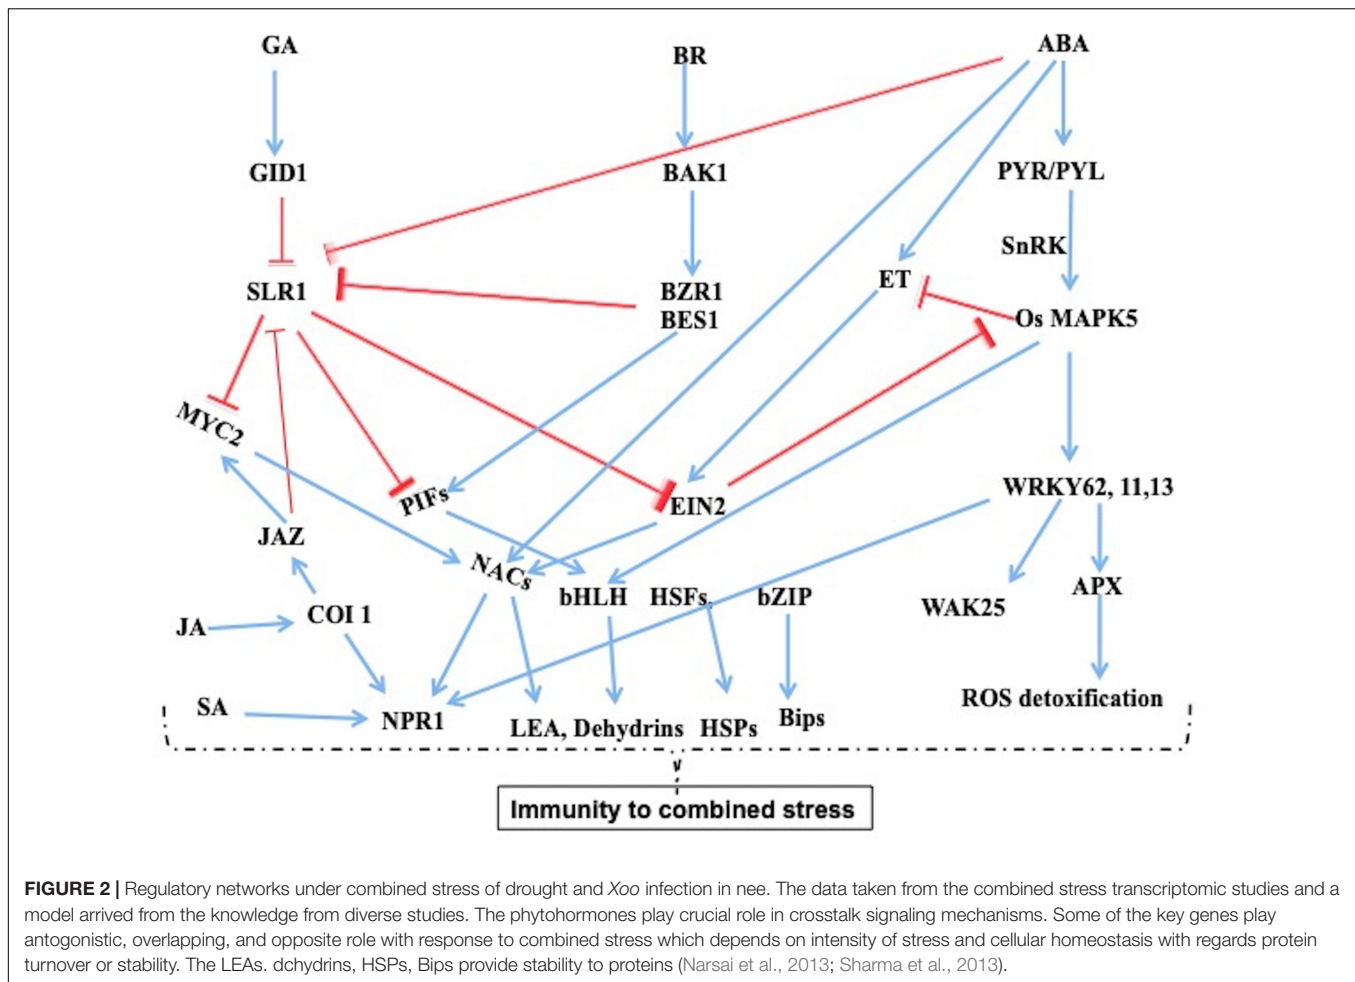 GA
BR
ABA
GID1
BAK1
PYR/PYL
SnRK
ET
SLR1
BZR1
BES1
Os MAPK5
MYC2
PIFs
EIN2
WRKY62, 11,13
JAZ
NACs
bHLH
HSFs,
bZIP
WAK25
APX
JA
COI 1
SA
NPR1
LEA, Dehydrins
HSPs
Bips
ROS detoxification
Immunity to combined stress
FIGURE 2 | Regulatory networks under combined stress of drought and Xoo infection in nee. The data taken from the combined stress transcriptomic studies and a
model arrived from the knowledge from diverse studies. The phytohormones play crucial role in crosstalk signaling mechanisms. Some of the key genes play
antogonistic, overlapping, and opposite role with response to combined stress which depends on intensity of stress and cellular homeostasis with regards protein
turnover or stability. The LEAs. dchydrins, HSPs, Bips provide stability to proteins (Narsai et al., 2013; Sharma et al., 2013).